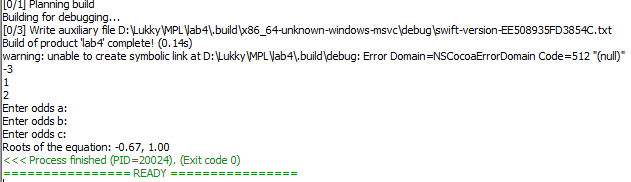 [0/1] Planning build
Building for debugging...
[0/3] Write auxiliary file D:\Lukky\MPL\lab4\.build\x86_64-unknown-windows-msvc\debug\swift-version-EE508935FD3854C.txt
Build of product 'lab4' complete! (0.14s)
warning: unable to create symbolic link at D:\Lukky\MPL\lab4\.build\debug: Error Domain=NSCocoaErrorDomain Code=512 "(null)"
-3
1
2
Enter odds a:
Enter odds b:
Enter odds c:
Roots of the equation: -0.67, 1.00
<<< Process finished (PID=20024). (Exit code 0)
================ READY ================